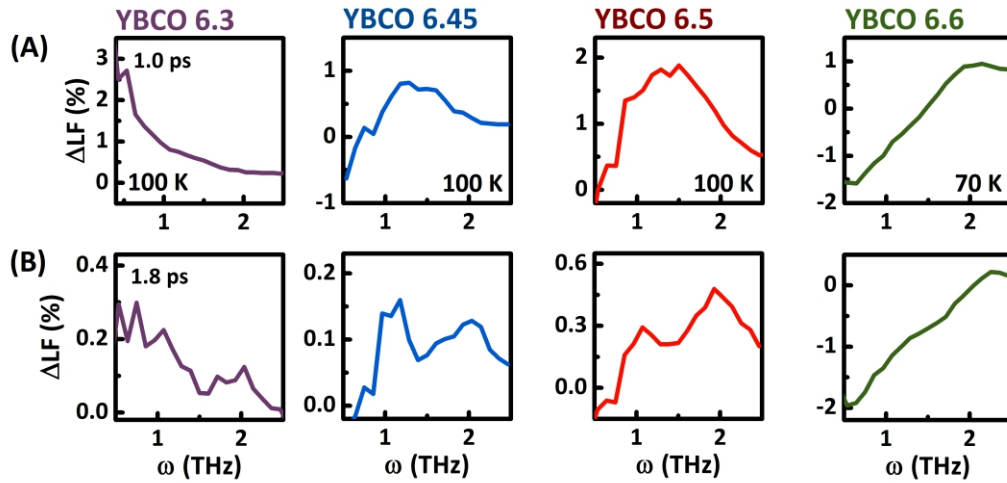 YBCO 6.3 YBCO 6.45 YBCO 6.5 YBCO 6.6
(A)
ΔLF (%)
3
2
1
0
1.0 ps
100 K
1 2
1
0
-1
100 K
1 2
2
1
0
100 K
1 2
1
0
-1
-2
70 K
1 2
(B)
ΔLF (%)
0.4
0.2
0.0
1.8 ps
1 2
ω (THz)
0.2
0.1
0.0
1 2
ω (THz)
0.6
0.3
0.0
1 2
ω (THz)
0
-1
-2
1 2
ω (THz)